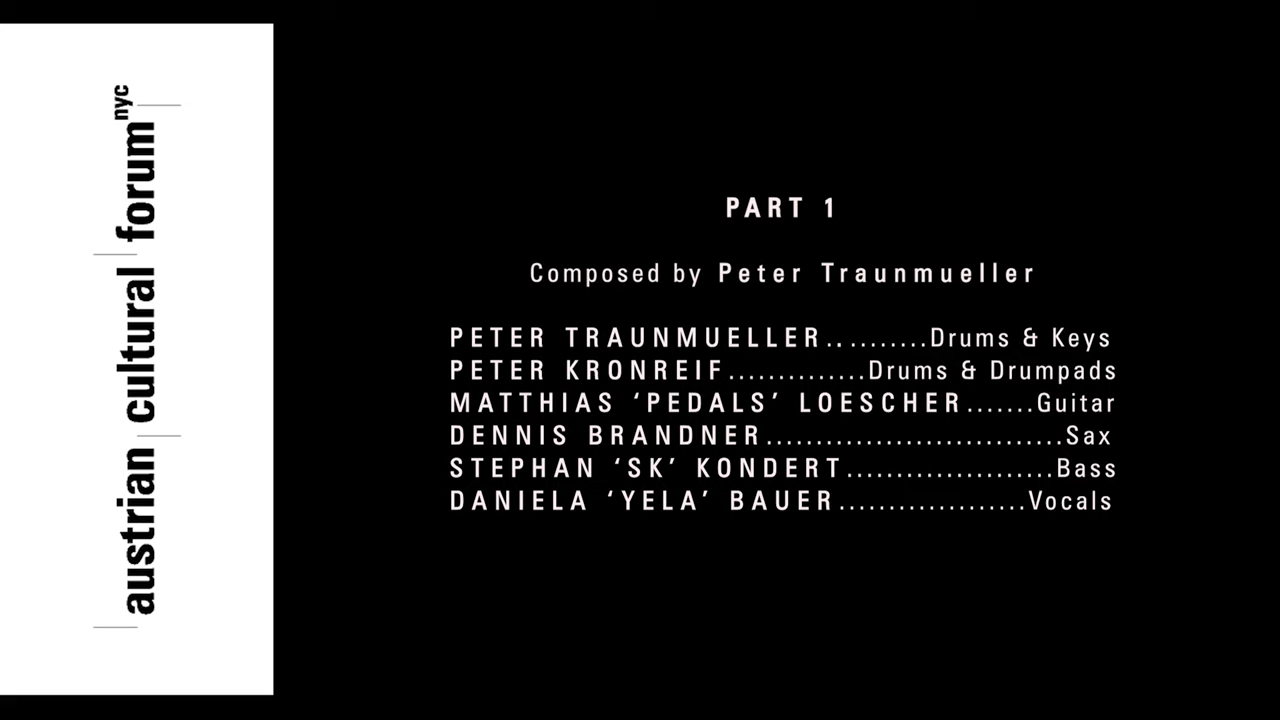 austrian cultural forum nyc
PART 1
Composed by Peter Traunmueller
PETER TRAUNMUELLER..........Drums & Keys
PETER KRONREIF..............Drums & Drumpads
MATTHIAS ‘PEDALS’ LOESCHER.......Guitar
DENNIS BRANDNER..............................Sax
STEPHAN ‘SK’ KONDERT.....................Bass
DANIELA ‘YELA’ BAUER...................Vocals